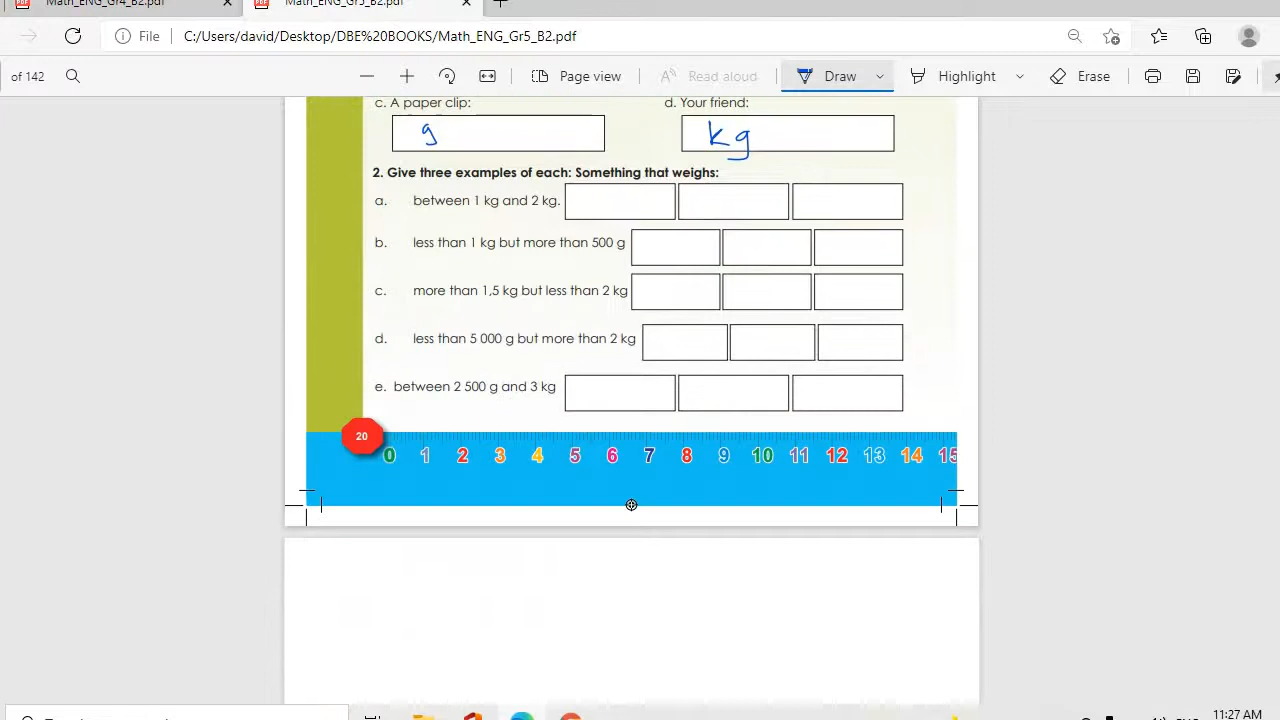 Math_ENG_Gr4_B2.pdf Math_ENG_Gr5_B2.pdf
File C:/Users/david/Desktop/DBE%20BOOKS/Math_ENG_Gr5_B2.pdf
of 142 Page view Read aloud Draw Highlight Erase
c. A paper clip: d. Your friend:
g kg
2. Give three examples of each: Something that weighs:
a. between 1 kg and 2 kg.
b. less than 1 kg but more than 500 g
c. more than 1,5 kg but less than 2 kg
d. less than 5 000 g but more than 2 kg
e. between 2 500 g and 3 kg
20
0 1 2 3 4 5 6 7 8 9 10 11 12 13 14 15
11:27 AM